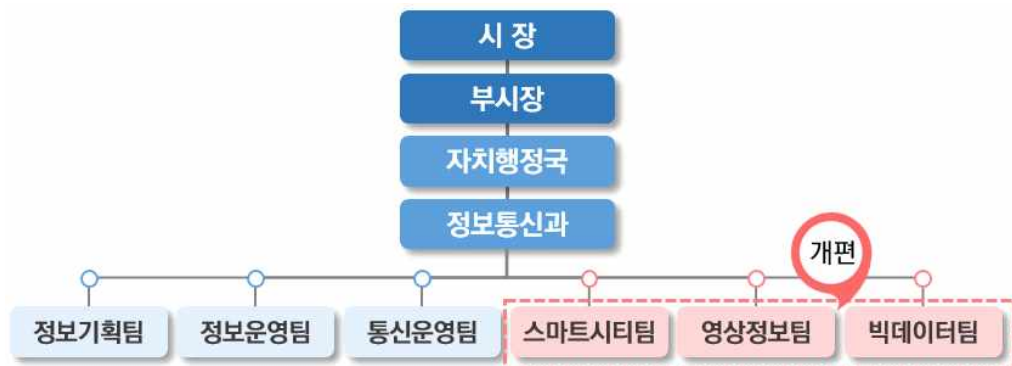 시 장
부시장
자치행정국
정보통신과
개편
정보기획팀 정보운영팀 통신운영팀 스마트시티팀 영상정보팀 빅데이터팀